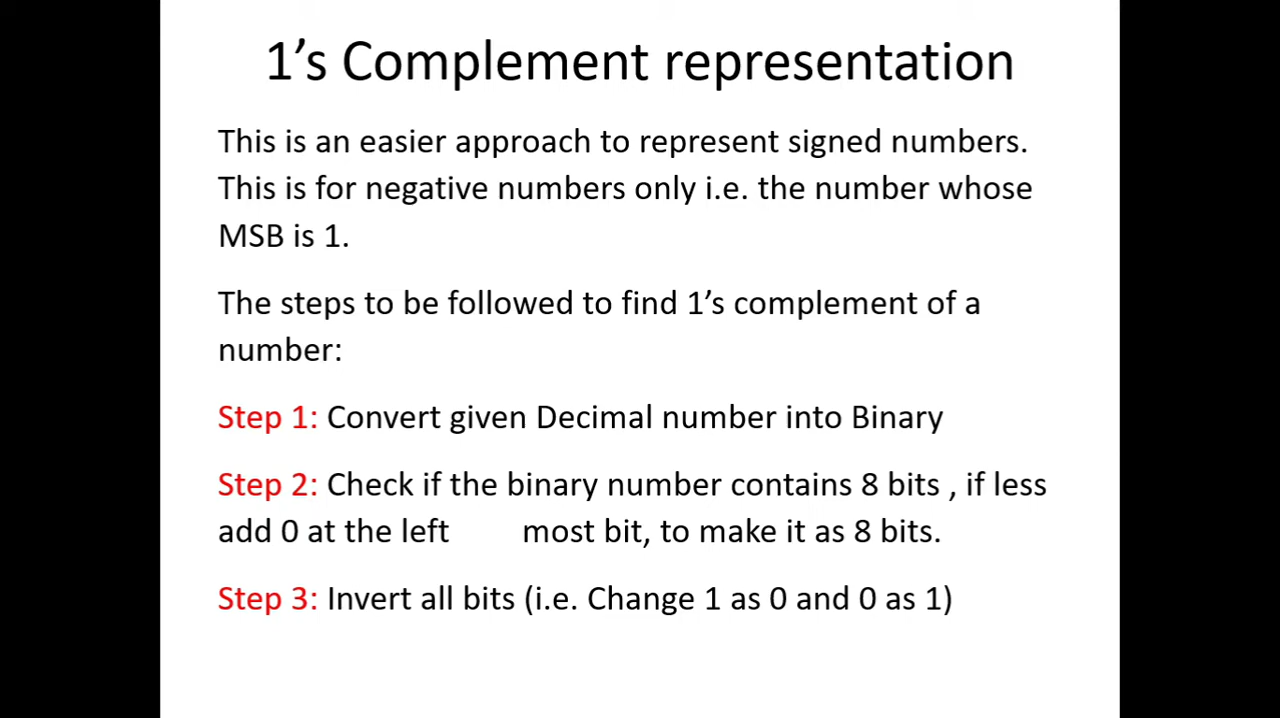 1’s Complement representation
This is an easier approach to represent signed numbers.
This is for negative numbers only i.e. the number whose
MSB is 1.
The steps to be followed to find 1’s complement of a
number:
Step 1: Convert given Decimal number into Binary
Step 2: Check if the binary number contains 8 bits , if less
add 0 at the left most bit, to make it as 8 bits.
Step 3: Invert all bits (i.e. Change 1 as 0 and 0 as 1)